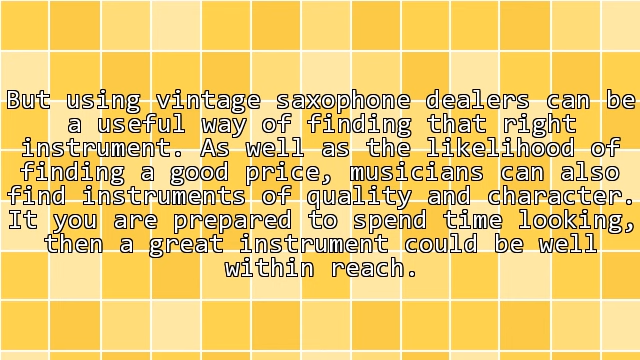 But using vintage saxophone dealers can be
a useful way of finding that right
instrument. As well as the likelihood of
finding a good price, musicians can also
find instruments of quality and character.
It you are prepared to spend time looking,
then a great instrument could be well
within reach.